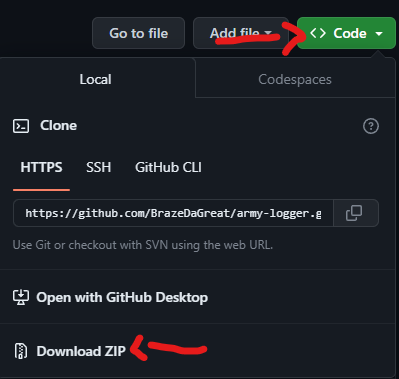 Go to file
Add file
Code
Local
Codespaces
Clone
HTTPS
SSH
GitHub CLI
https://github.com/BrazeDaGreat/army-logger.g
Use Git or checkout with SVN using the web URL.
Open with GitHub Desktop
Download ZIP